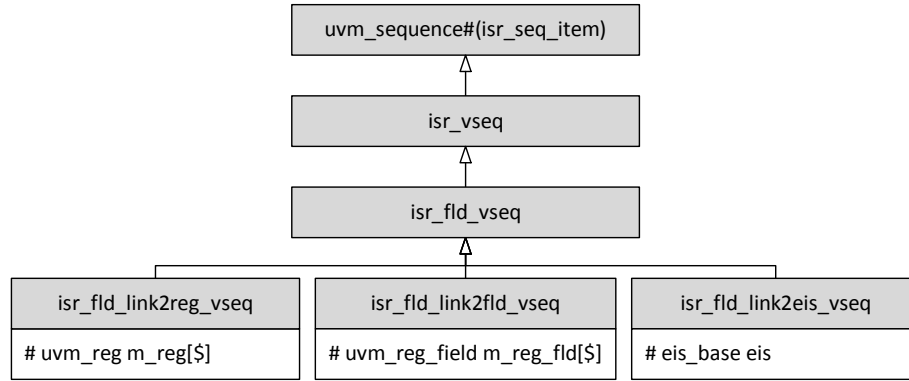 uvm_sequence#(isr_seq_item)
isr_vseq
isr_fld_vseq
isr_fld_link2reg_vseq
# uvm_reg m_reg[$]
isr_fld_link2fld_vseq
# uvm_reg_field m_reg_fld[$]
isr_fld_link2eis_vseq
# eis_base eis